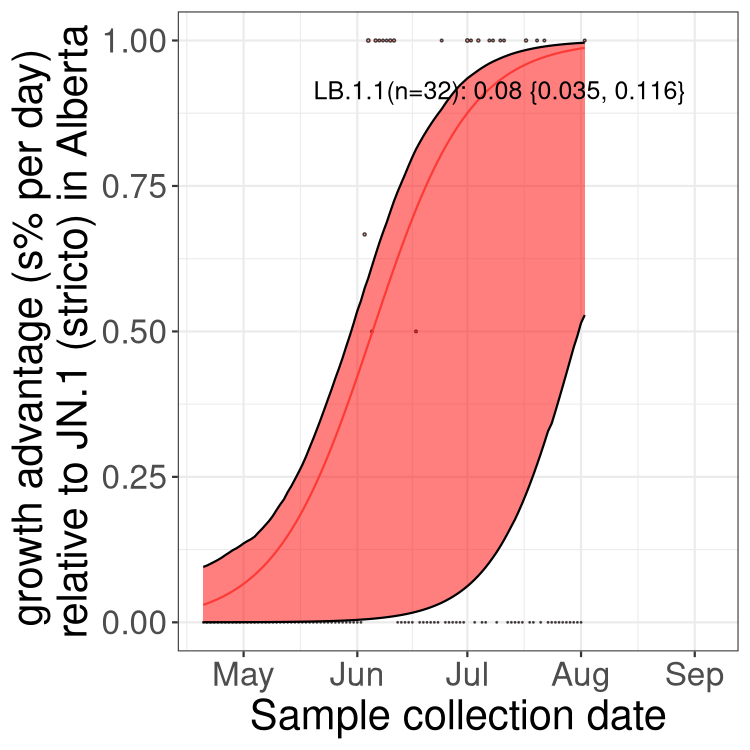 growth advantage (s% per day)
relative to JN.1 (stricto) in Alberta
1.00
0.75
0.50
0.25
0.00
LB.1.1(n=32): 0.08 {0.035, 0.116}
May Jun Jul Aug Sep
Sample collection date